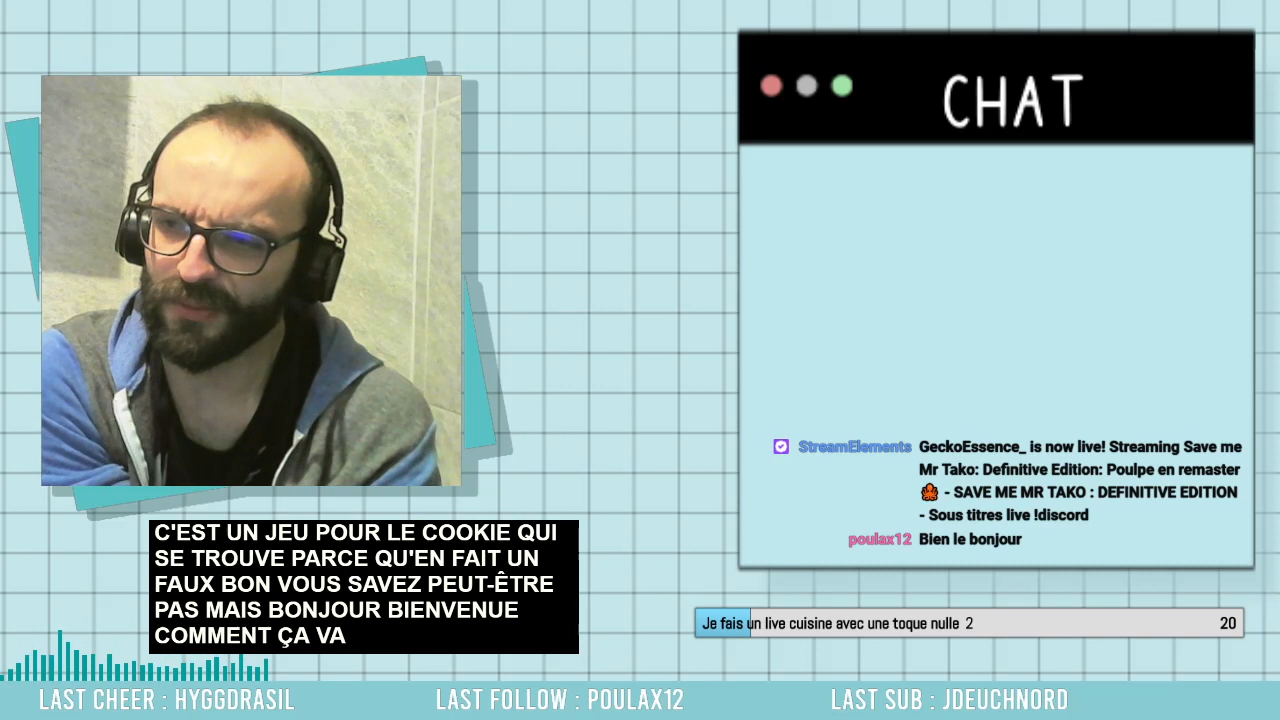 CHAT
StreamElements GeckoEssence_ is now live! Streaming Save me
Mr Tako: Definitive Edition: Poulpe en remaster
🐙 - SAVE ME MR TAKO : DEFINITIVE EDITION
- Sous titres live !discord
poulax12 Bien le bonjour
C'EST UN JEU POUR LE COOKIE QUI
SE TROUVE PARCE QU'EN FAIT UN
FAUX BON VOUS SAVEZ PEUT-ÊTRE
PAS MAIS BONJOUR BIENVENUE
COMMENT ÇA VA
Je fais un live cuisine avec une toque nulle 2 20
LAST CHEER : HYGGDRASIL LAST FOLLOW : POULAX12 LAST SUB : JDEUCHNORD